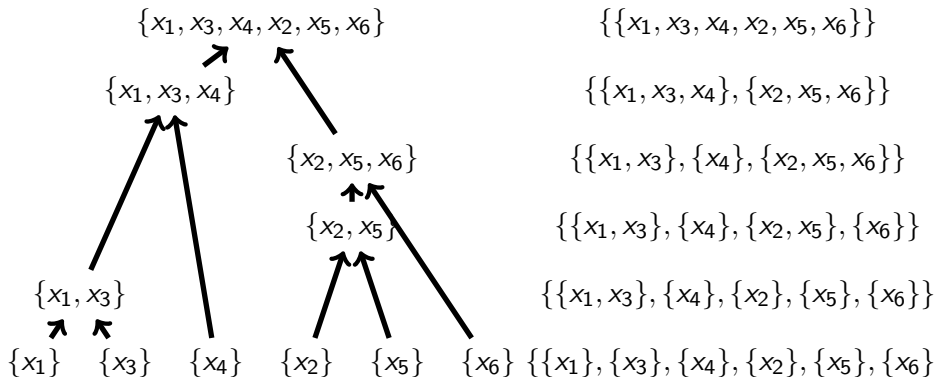 {x₁, x₃, x₄, x₂, x₅, x₆} {{x₁, x₃, x₄, x₂, x₅, x₆}}
{x₁, x₃, x₄} {{x₁, x₃, x₄}, {x₂, x₅, x₆}}
{x₂, x₅, x₆} {{x₁, x₃}, {x₄}, {x₂, x₅, x₆}}
{x₂, x₅} {{x₁, x₃}, {x₄}, {x₂, x₅}, {x₆}}
{x₁, x₃} {{x₁, x₃}, {x₄}, {x₂}, {x₅}, {x₆}}
{x₁} {x₃} {x₄} {x₂} {x₅} {x₆} {{x₁}, {x₃}, {x₄}, {x₂}, {x₅}, {x₆}